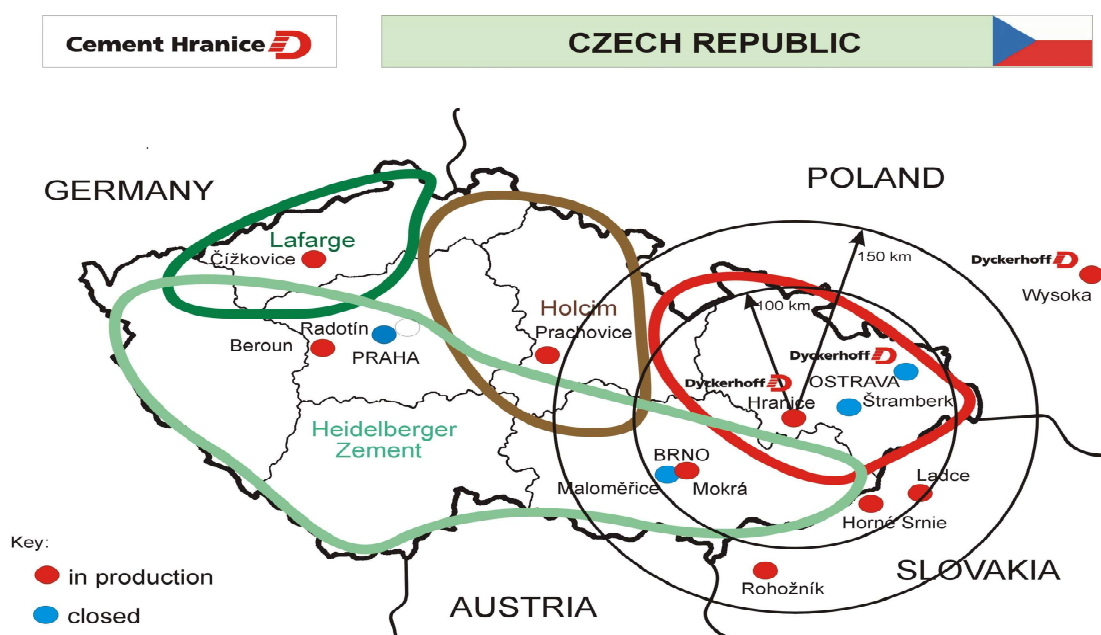 Cement Hranice
CZECH REPUBLIC
GERMANY
POLAND
Lafarge
Čížkovice
150 km
Dyckerhoff
Wysoka
100 km
Holcim
Prachovice
Radotín
Beroun
PRAHA
Dyckerhoff
OSTRAVA
Štramberk
Dyckerhoff
Hranice
Heidelberger
Zement
BRNO
Maloměřice
Mokrá
Ladce
Horné Srnie
Rohožník
SLOVAKIA
AUSTRIA
Key:
in production
closed